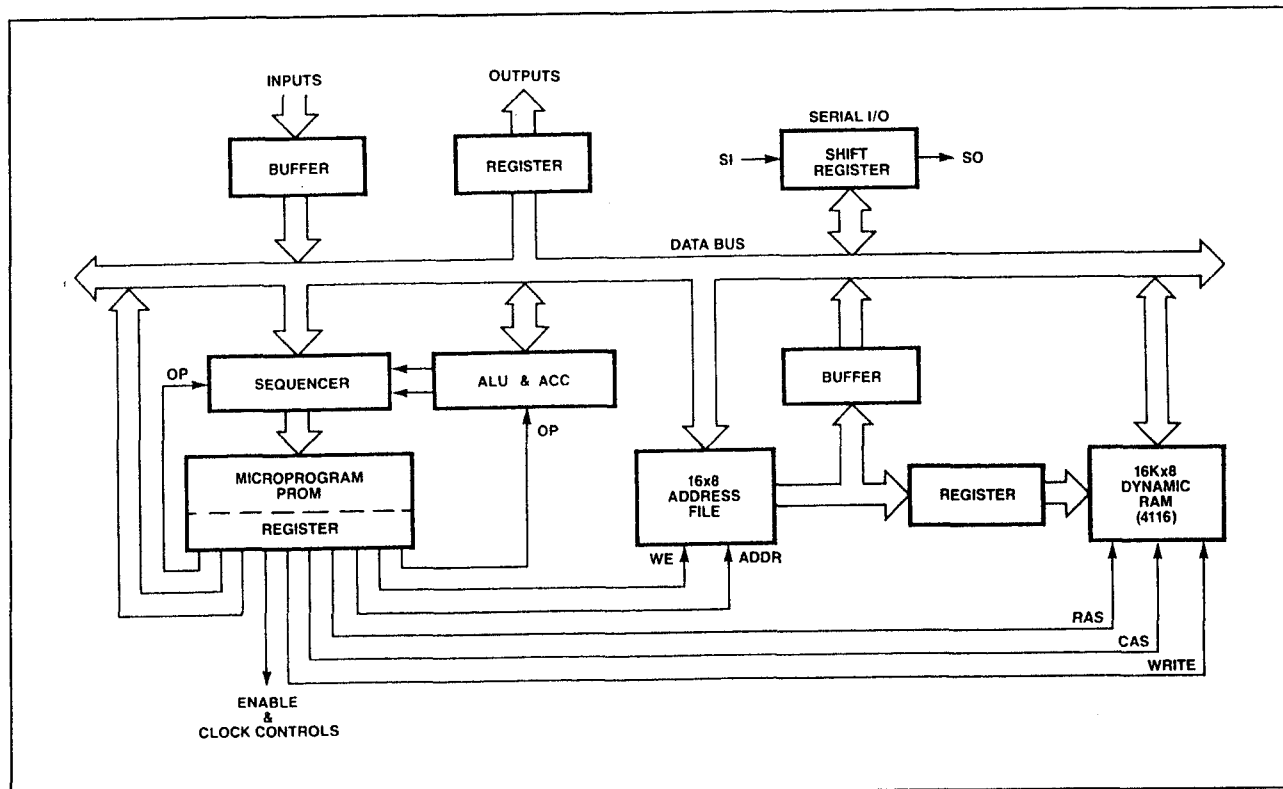 INPUTS
OUTPUTS
SERIAL I/O
BUFFER
REGISTER
SI
SHIFT
REGISTER
SO
DATA BUS
OP
SEQUENCER
ALU & ACC
BUFFER
OP
MICROPROGRAM
PROM
REGISTER
16x8
ADDRESS
FILE
REGISTER
16Kx8
DYNAMIC
RAM
(4116)
WE
ADDR
RAS
CAS
WRITE
ENABLE
&
CLOCK CONTROLS